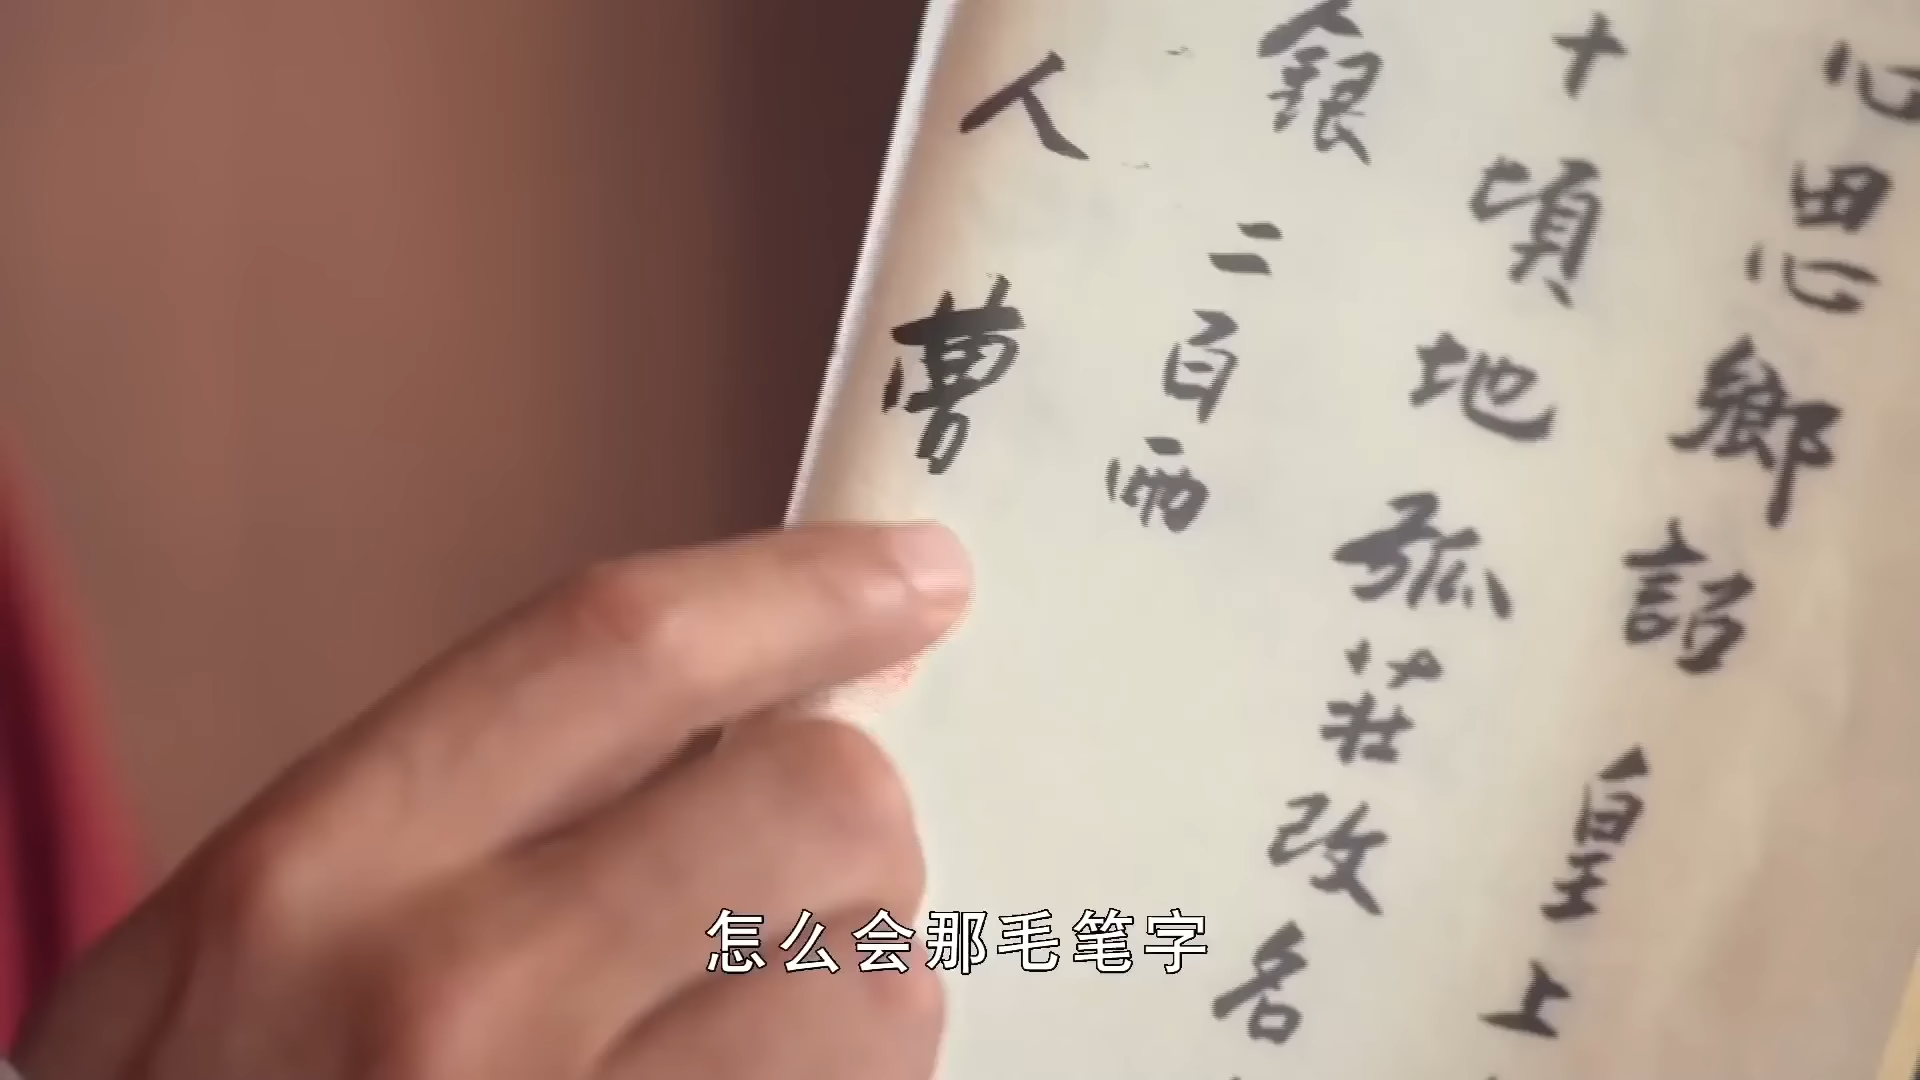 心思鄉詔皇上
十頃地孤莊改名
銀二百兩
人曹
怎么会那毛笔字